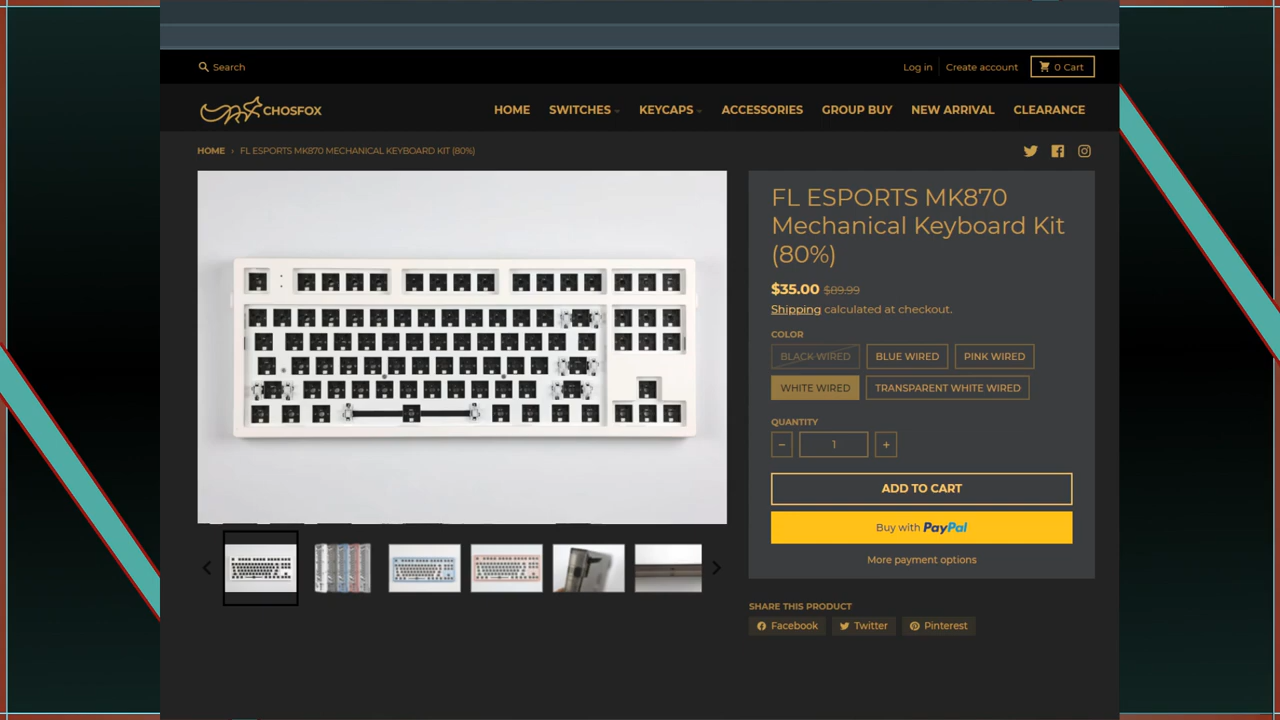 Search
Log in
Create account
0 Cart
CHOSFOX
HOME
SWITCHES
KEYCAPS
ACCESSORIES
GROUP BUY
NEW ARRIVAL
CLEARANCE
HOME › FL ESPORTS MK870 MECHANICAL KEYBOARD KIT (80%)
FL ESPORTS MK870
Mechanical Keyboard Kit
(80%)
$35.00 $89.99
Shipping calculated at checkout.
COLOR
BLACK WIRED
BLUE WIRED
PINK WIRED
WHITE WIRED
TRANSPARENT WHITE WIRED
QUANTITY
− 1 +
ADD TO CART
Buy with PayPal
More payment options
SHARE THIS PRODUCT
Facebook
Twitter
Pinterest